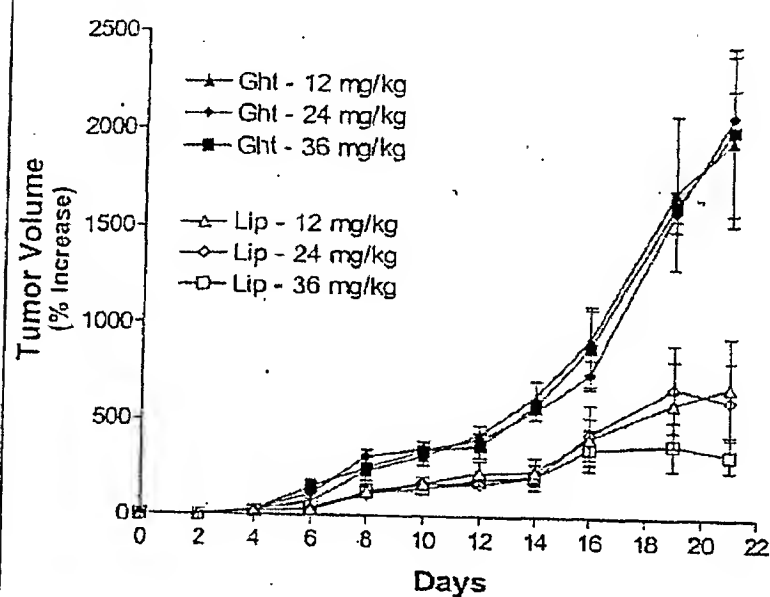 2500
2000
1500
1000
500
0
Tumor Volume
(% Increase)
Ght - 12 mg/kg
Ght - 24 mg/kg
Ght - 36 mg/kg
Lip - 12 mg/kg
Lip - 24 mg/kg
Lip - 36 mg/kg
0 2 4 6 8 10 12 14 16 18 20 22
Days